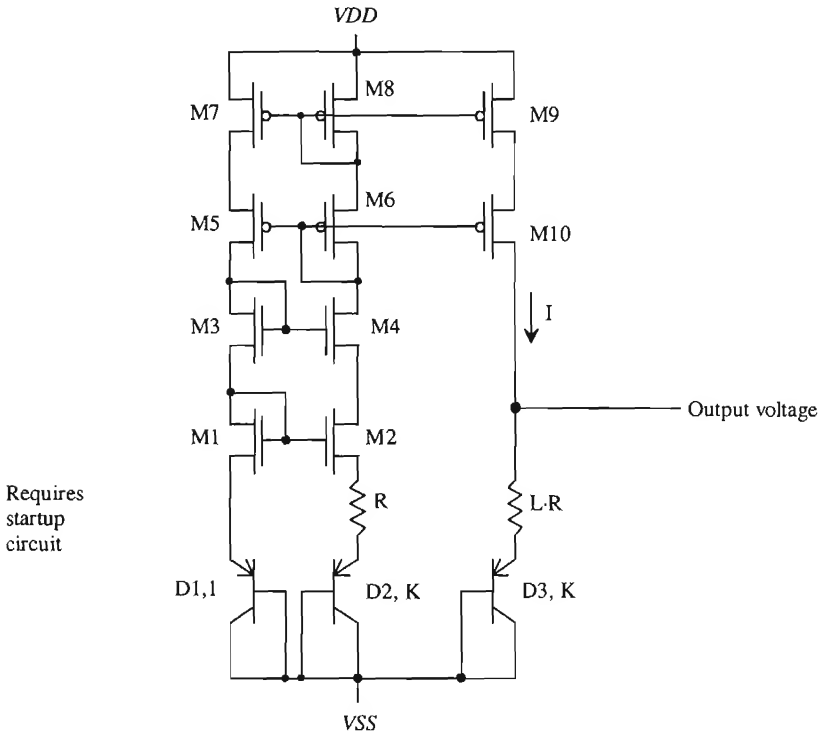 VDD
M7
M8
M9
M5
M6
M10
I
M3
M4
Output voltage
M1
M2
Requires
startup
circuit
R
L·R
D1,1
D2, K
D3, K
VSS